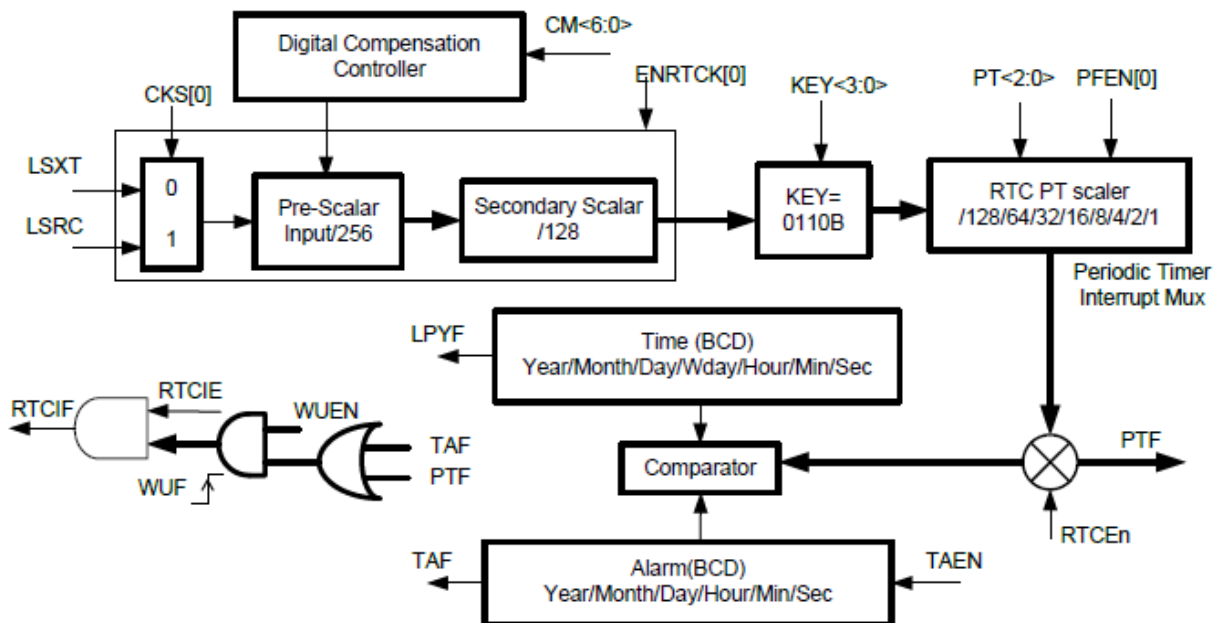 Digital Compensation
Controller
CM<6:0>
CKS[0]
ENRTCK[0]
KEY<3:0>
PT<2:0>
PFEN[0]
LSXT
LSRC
0
1
Pre-Scalar
Input/256
Secondary Scalar
/128
KEY=
0110B
RTC PT scaler
/128/64/32/16/8/4/2/1
Periodic Timer
Interrupt Mux
LPYF
Time (BCD)
Year/Month/Day/Wday/Hour/Min/Sec
RTCIF
RTCIE
WUEN
TAF
PTF
WUF
Comparator
PTF
RTCEn
TAF
Alarm(BCD)
Year/Month/Day/Hour/Min/Sec
TAEN